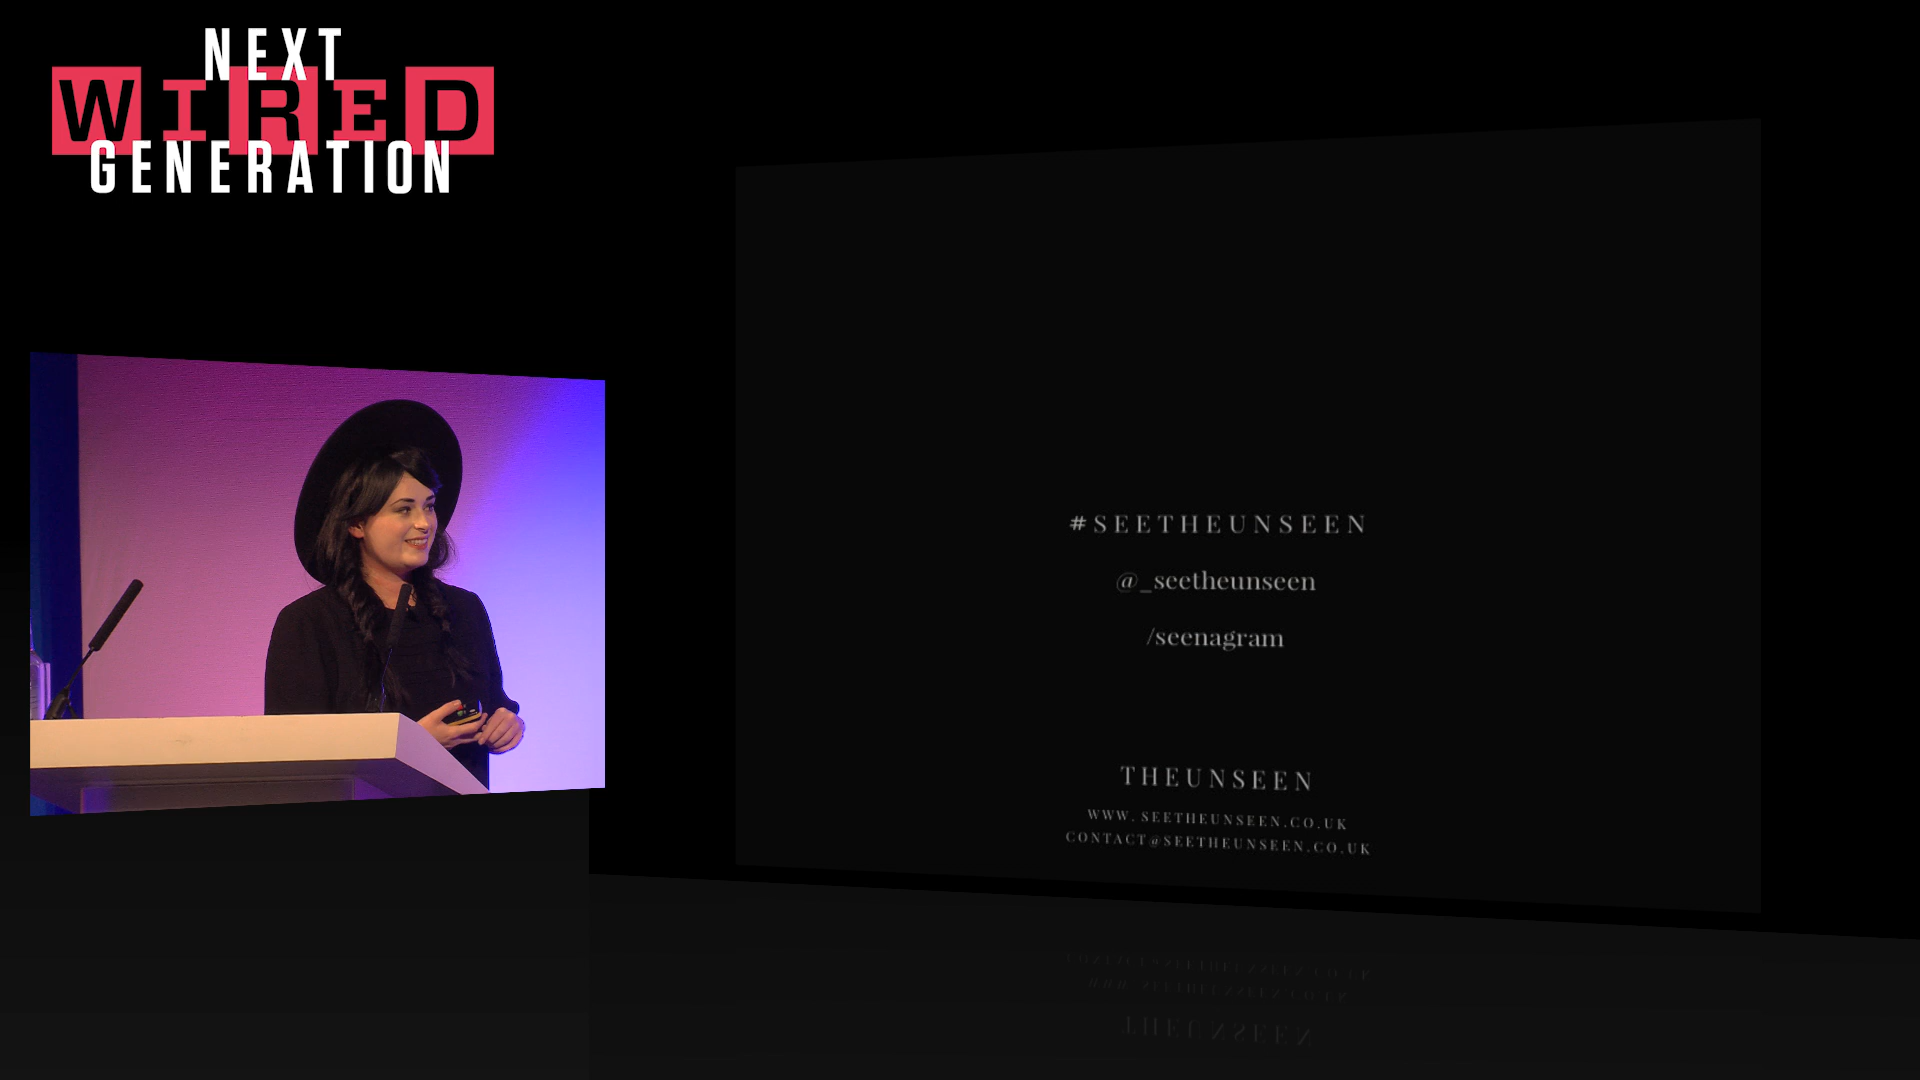 NEXT
WIRED
GENERATION
#SEETHEUNSEEN
@_seetheunseen
/seenagram
THEUNSEEN
WWW. SEETHEUNSEEN.CO.UK
CONTACT@SEETHEUNSEEN.CO.UK